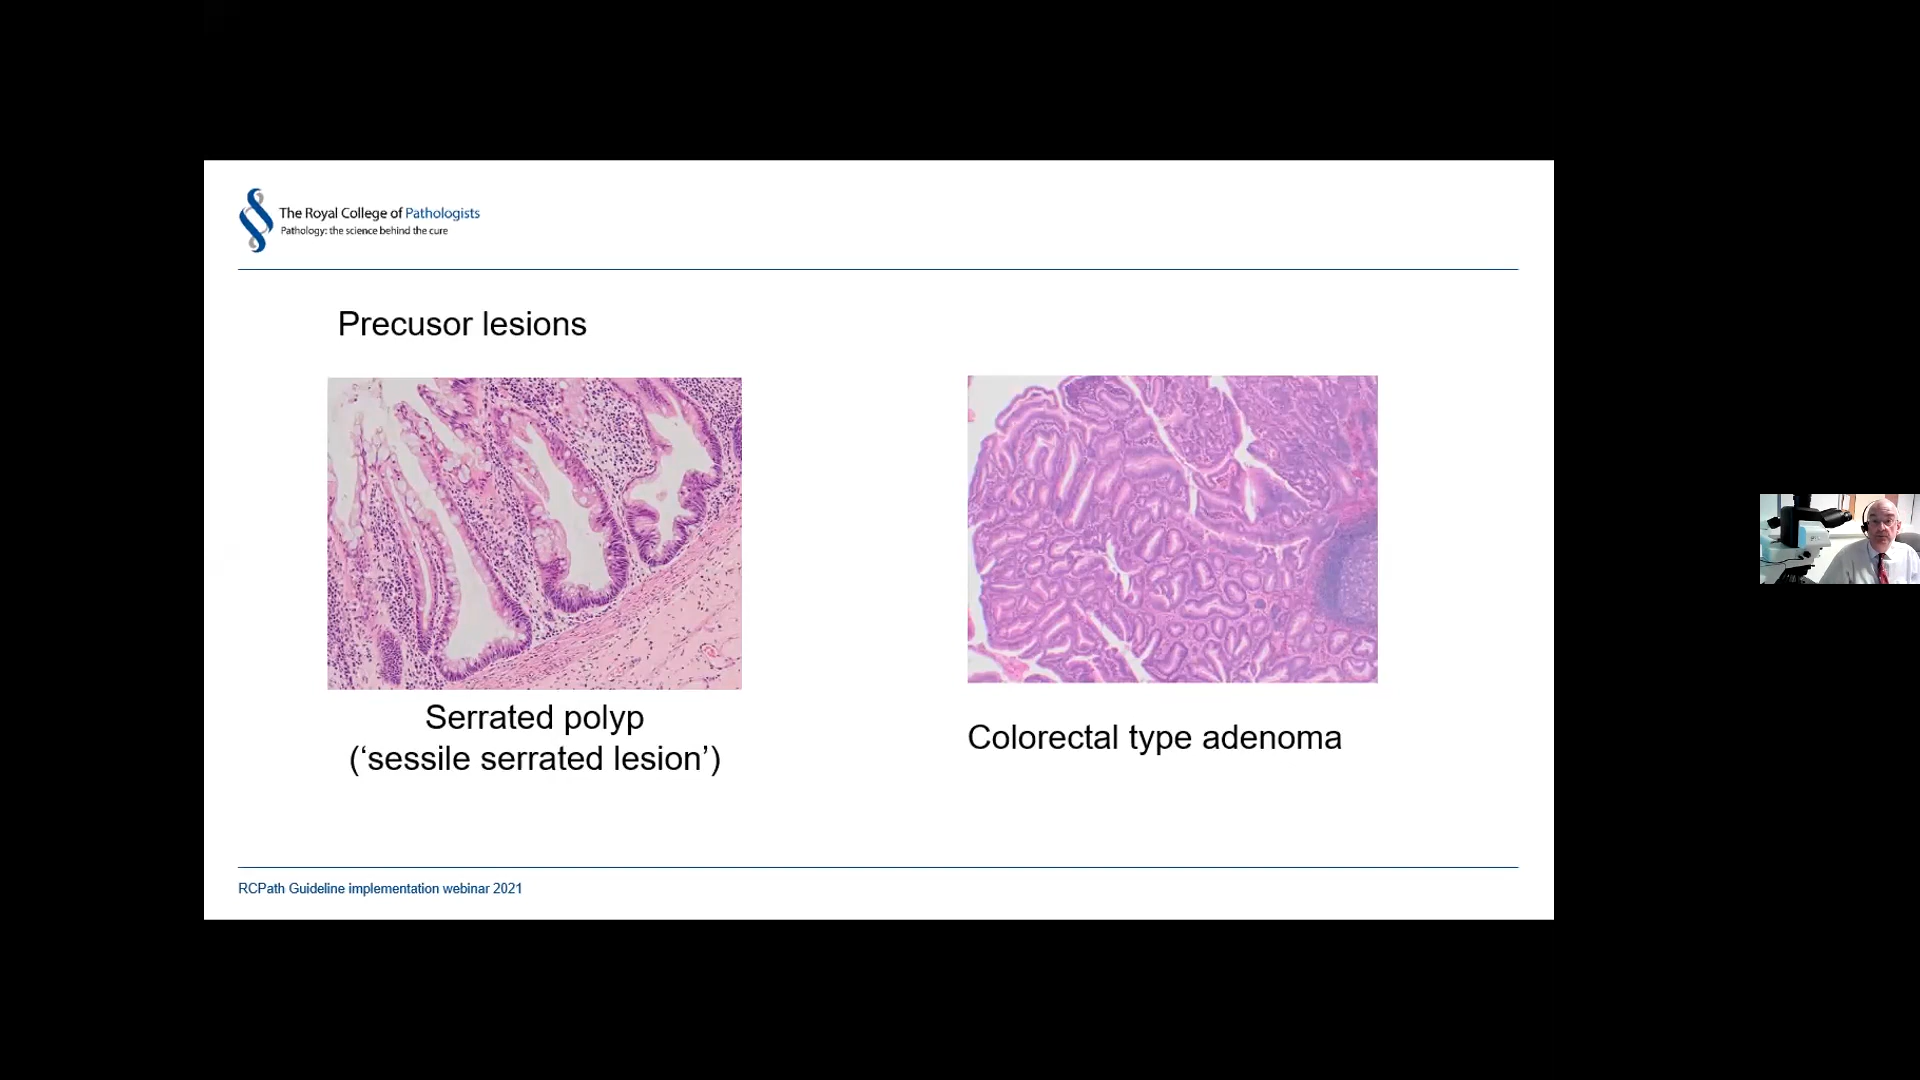 The Royal College of Pathologists
Pathology: the science behind the cure
Precusor lesions
Serrated polyp
(‘sessile serrated lesion’)
Colorectal type adenoma
RCPath Guideline implementation webinar 2021